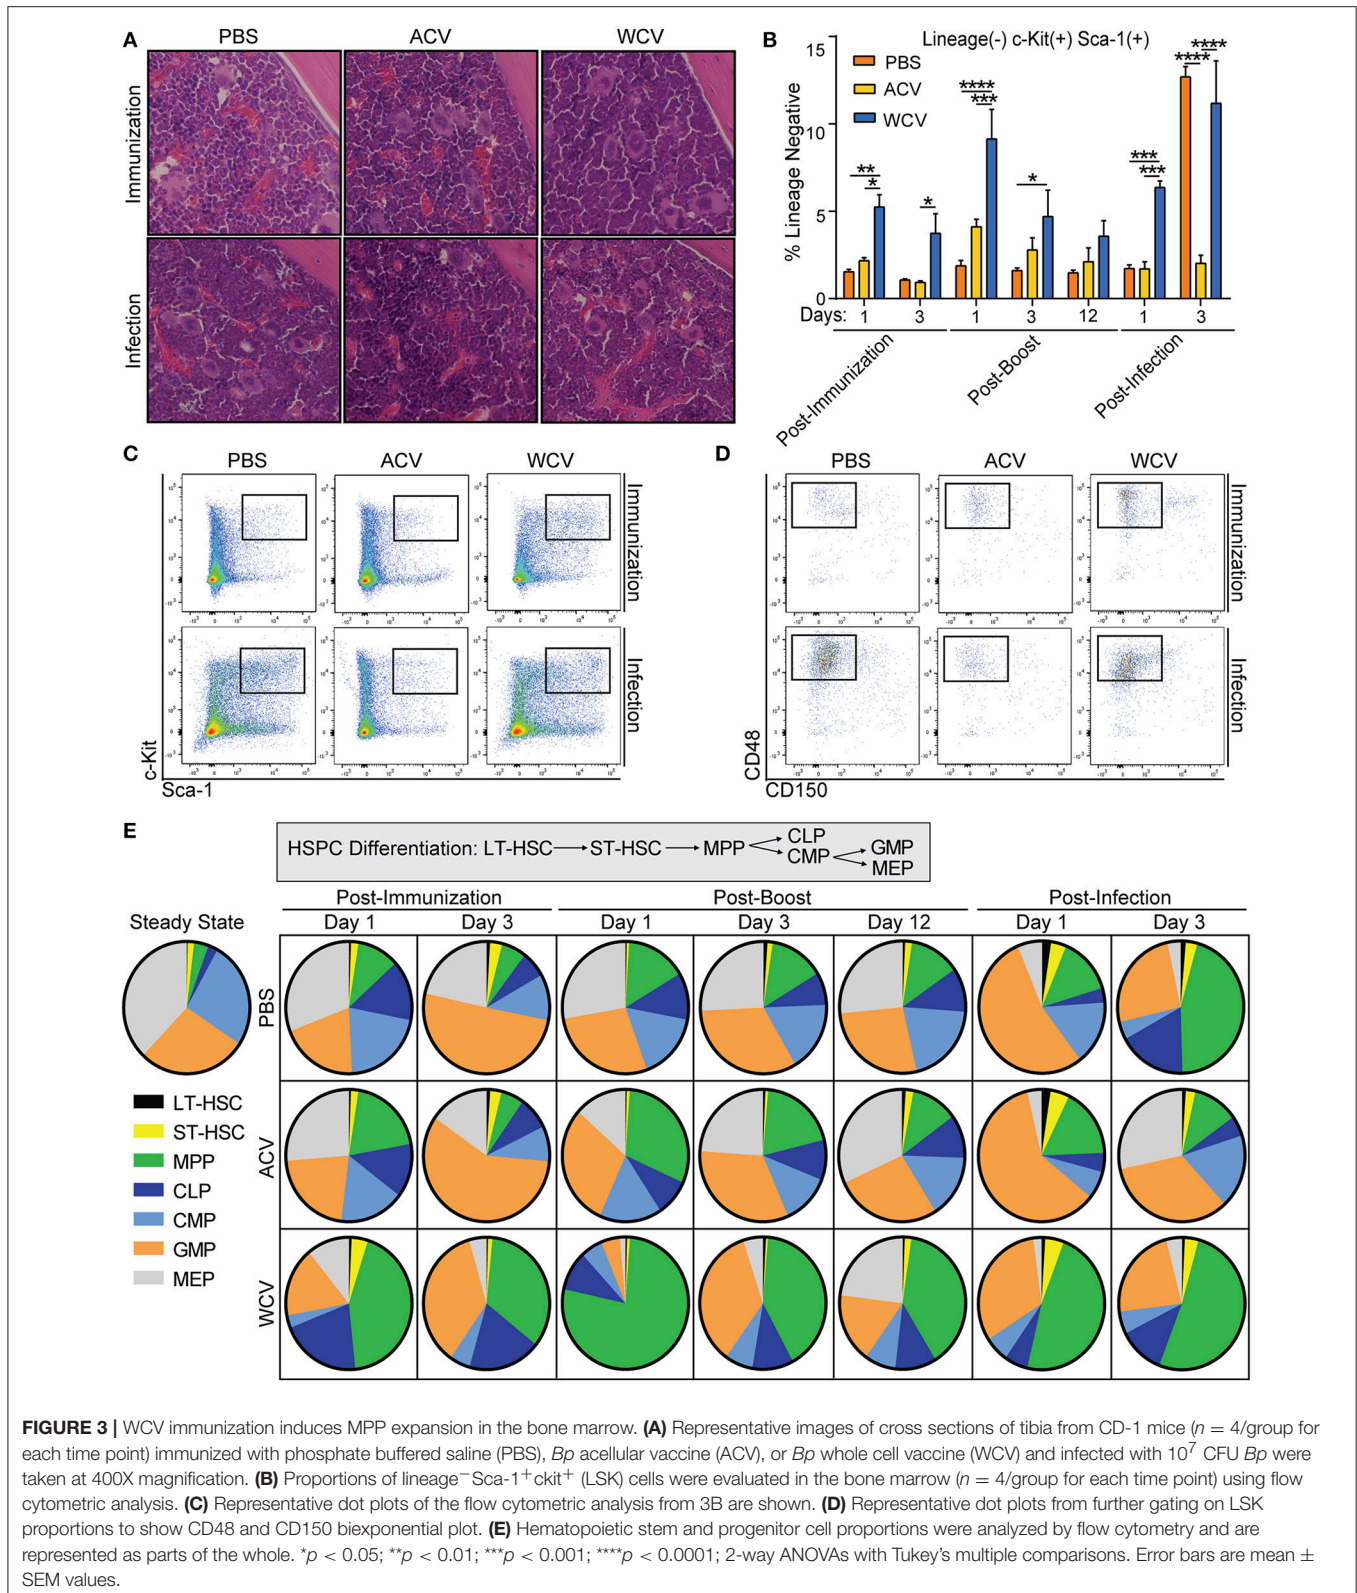 A
PBS
ACV
WCV
Immunization
Infection
B
Lineage(-) c-Kit(+) Sca-1(+)
PBS
ACV
WCV
% Lineage Negative
15
10
5
0
**
*
*
****
***
*
***
***
****
****
Days: 1 3 1 3 12 1 3
Post-Immunization
Post-Boost
Post-Infection
C
PBS
ACV
WCV
Immunization
Infection
c-Kit
Sca-1
D
PBS
ACV
WCV
Immunization
Infection
CD48
CD150
E
HSPC Differentiation: LT-HSC ST-HSC MPP CLP CMP GMP MEP
Post-Immunization
Post-Boost
Post-Infection
Steady State
Day 1
Day 3
Day 1
Day 3
Day 12
Day 1
Day 3
PBS
ACV
WCV
LT-HSC
ST-HSC
MPP
CLP
CMP
GMP
MEP
FIGURE 3 | WCV immunization induces MPP expansion in the bone marrow. (A) Representative images of cross sections of tibia from CD-1 mice (n = 4/group for
each time point) immunized with phosphate buffered saline (PBS), Bp acellular vaccine (ACV), or Bp whole cell vaccine (WCV) and infected with 10⁷ CFU Bp were
taken at 400X magnification. (B) Proportions of lineage⁻Sca-1⁺ckit⁺ (LSK) cells were evaluated in the bone marrow (n = 4/group for each time point) using flow
cytometric analysis. (C) Representative dot plots of the flow cytometric analysis from 3B are shown. (D) Representative dot plots from further gating on LSK
proportions to show CD48 and CD150 biexponential plot. (E) Hematopoietic stem and progenitor cell proportions were analyzed by flow cytometry and are
represented as parts of the whole. *p < 0.05; **p < 0.01; ***p < 0.001; ****p < 0.0001; 2-way ANOVAs with Tukey's multiple comparisons. Error bars are mean ±
SEM values.